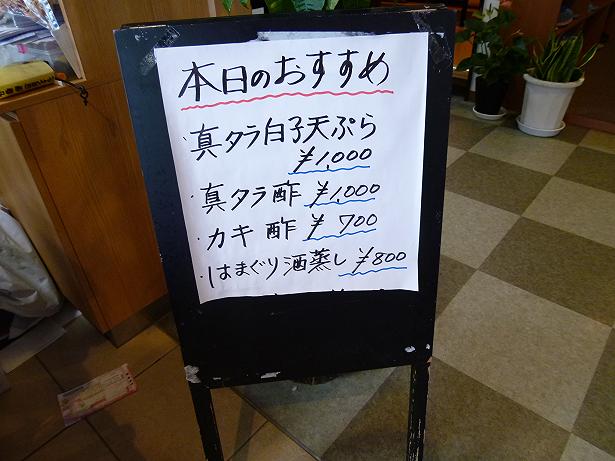 本日のおすすめ
・真タラ白子天ぷら
¥1,000
・真タラ酢 ¥1,000
・カキ酢 ¥700
・はまぐり酒蒸し ¥800